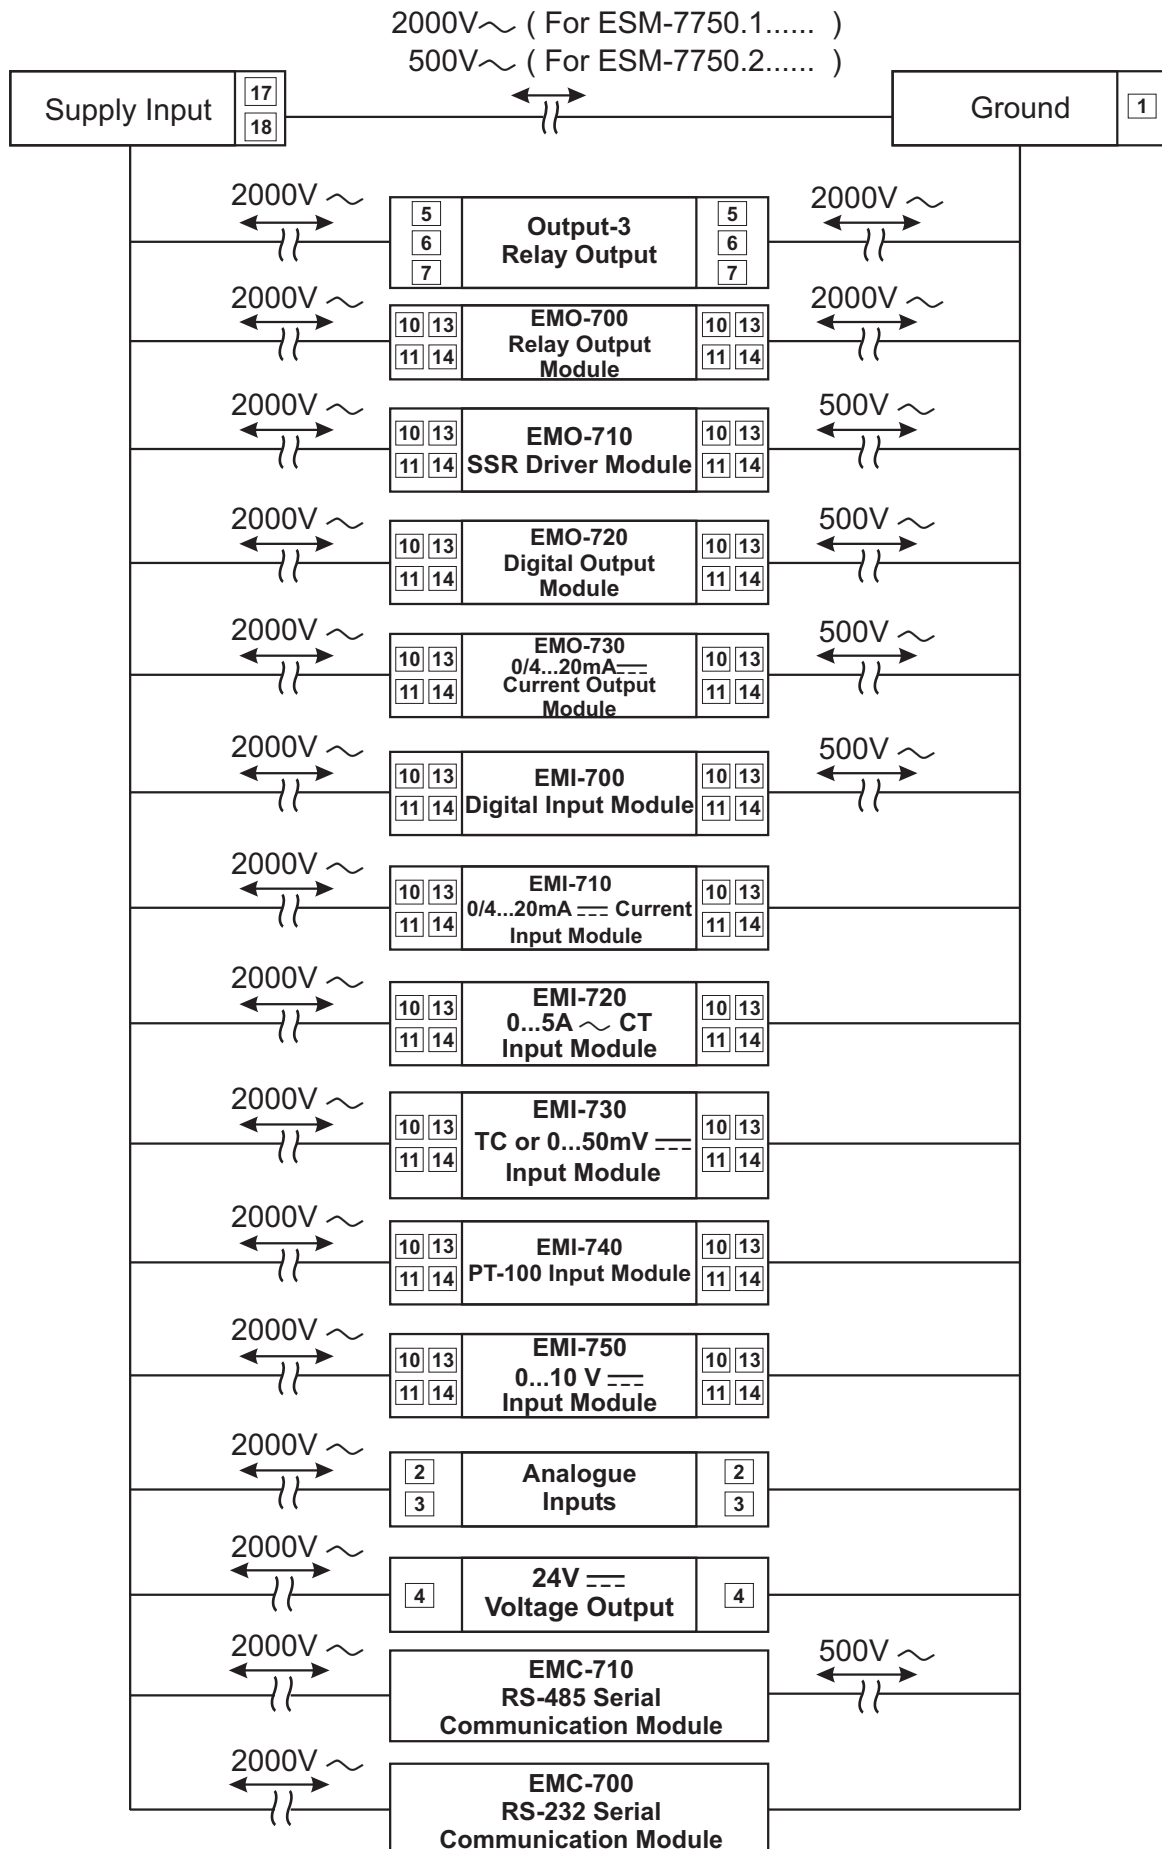 2000V∼ ( For ESM-7750.1...... )
500V∼ ( For ESM-7750.2...... )
Supply Input 17
18
Ground 1
2000V ∼ 5 Output-3 5 2000V ∼
6 Relay Output 6
7 7
2000V ∼ 10 13 EMO-700 10 13 2000V ∼
Relay Output
11 14 Module 11 14
2000V ∼ 10 13 EMO-710 10 13 500V ∼
11 14 SSR Driver Module 11 14
2000V ∼ 10 13 EMO-720 10 13 500V ∼
Digital Output
11 14 Module 11 14
2000V ∼ 10 13 EMO-730 10 13 500V ∼
0/4...20mA⎓
Current Output
11 14 Module 11 14
2000V ∼ 10 13 EMI-700 10 13 500V ∼
11 14 Digital Input Module 11 14
2000V ∼ 10 13 EMI-710 10 13
0/4...20mA ⎓ Current
11 14 Input Module 11 14
2000V ∼ 10 13 EMI-720 10 13
0...5A ∼ CT
11 14 Input Module 11 14
2000V ∼ 10 13 EMI-730 10 13
TC or 0...50mV ⎓
11 14 Input Module 11 14
2000V ∼ 10 13 EMI-740 10 13
11 14 PT-100 Input Module 11 14
2000V ∼ 10 13 EMI-750 10 13
0...10 V ⎓
11 14 Input Module 11 14
2000V ∼ 2 Analogue 2
3 Inputs 3
2000V ∼ 4 24V ⎓ 4
Voltage Output
2000V ∼ EMC-710 500V ∼
RS-485 Serial
Communication Module
2000V ∼ EMC-700
RS-232 Serial
Communication Module